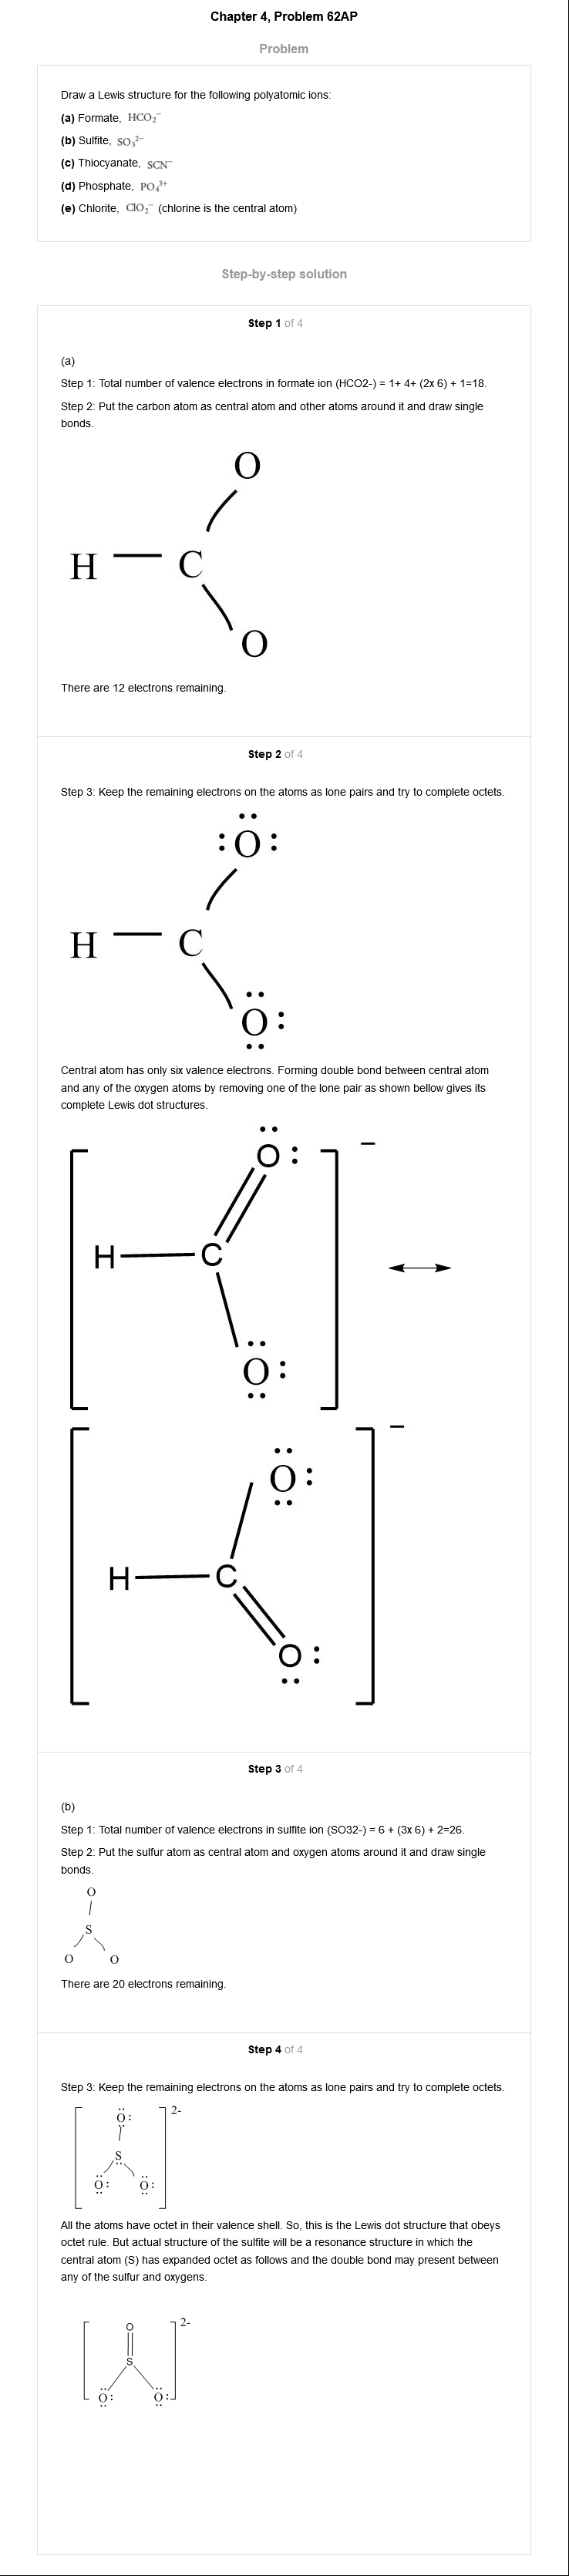 Chapter 4, Problem 62AP
Problem
Draw a Lewis structure for the following polyatomic ions:
(a) Formate, HCO₂⁻
(b) Sulfite, SO₃²⁻
(c) Thiocyanate, SCN⁻
(d) Phosphate, PO₄³⁺
(e) Chlorite, ClO₂⁻ (chlorine is the central atom)
Step-by-step solution
Step 1 of 4
(a)
Step 1: Total number of valence electrons in formate ion (HCO2-) = 1+ 4+ (2x 6) + 1=18.
Step 2: Put the carbon atom as central atom and other atoms around it and draw single
bonds.
O
H C
O
There are 12 electrons remaining.
Step 2 of 4
Step 3: Keep the remaining electrons on the atoms as lone pairs and try to complete octets.
:O:
H C
O:
Central atom has only six valence electrons. Forming double bond between central atom
and any of the oxygen atoms by removing one of the lone pair as shown bellow gives its
complete Lewis dot structures.
O: −
H C
O:
−
O:
H C
O:
Step 3 of 4
(b)
Step 1: Total number of valence electrons in sulfite ion (SO32-) = 6 + (3x 6) + 2=26.
Step 2: Put the sulfur atom as central atom and oxygen atoms around it and draw single
bonds.
O
S
O O
There are 20 electrons remaining.
Step 4 of 4
Step 3: Keep the remaining electrons on the atoms as lone pairs and try to complete octets.
2-
O:
S
O: O:
All the atoms have octet in their valence shell. So, this is the Lewis dot structure that obeys
octet rule. But actual structure of the sulfite will be a resonance structure in which the
central atom (S) has expanded octet as follows and the double bond may present between
any of the sulfur and oxygens.
2-
O
S
O: O: